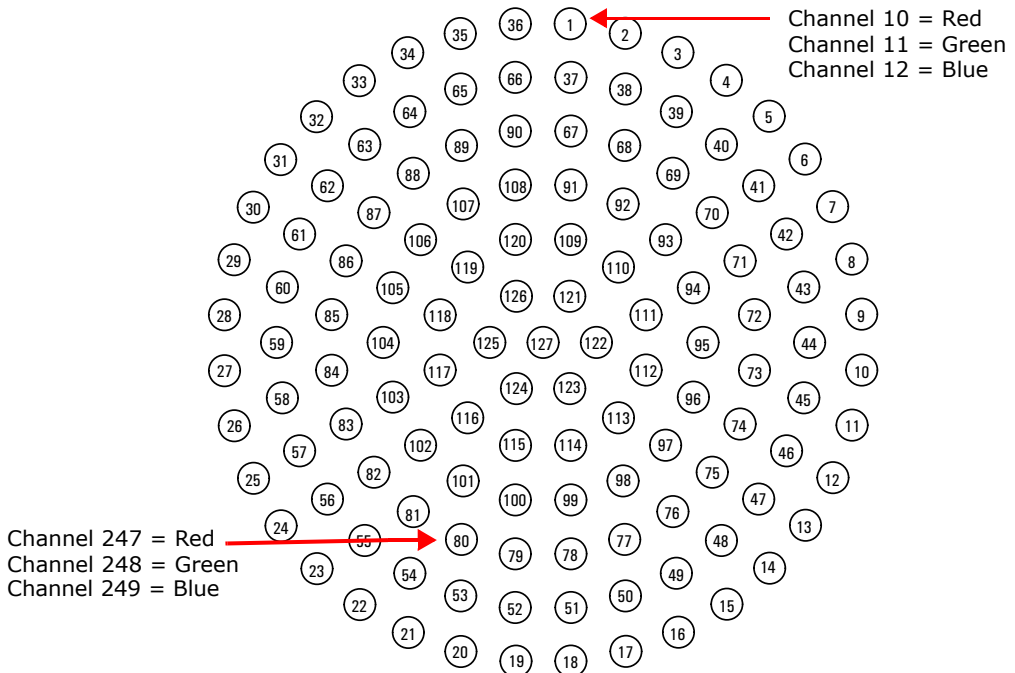 36 1 Channel 10 = Red
35 2 Channel 11 = Green
34 3 Channel 12 = Blue
33 66 37 4
65 38
32 64 39 5
90 67
63 89 68 40
31 6
88 69
62 108 91 41
30 107 92 7
87 70
61 120 109 42
106 93
29 86 71 8
119 110
60 105 94 43
126 121
28 85 118 111 72 9
59 104 125 127 122 95 44
27 84 117 112 73 10
124 123
58 103 96 45
26 83 116 113 74 11
102 115 114 97
57 46
82 75
25 101 98 12
56 100 99 47
81 76
24 13
Channel 247 = Red 55 80 77 48
79 78
Channel 248 = Green 23 54 49 14
Channel 249 = Blue 53 50
22 52 51 15
21 16
20 17
19 18